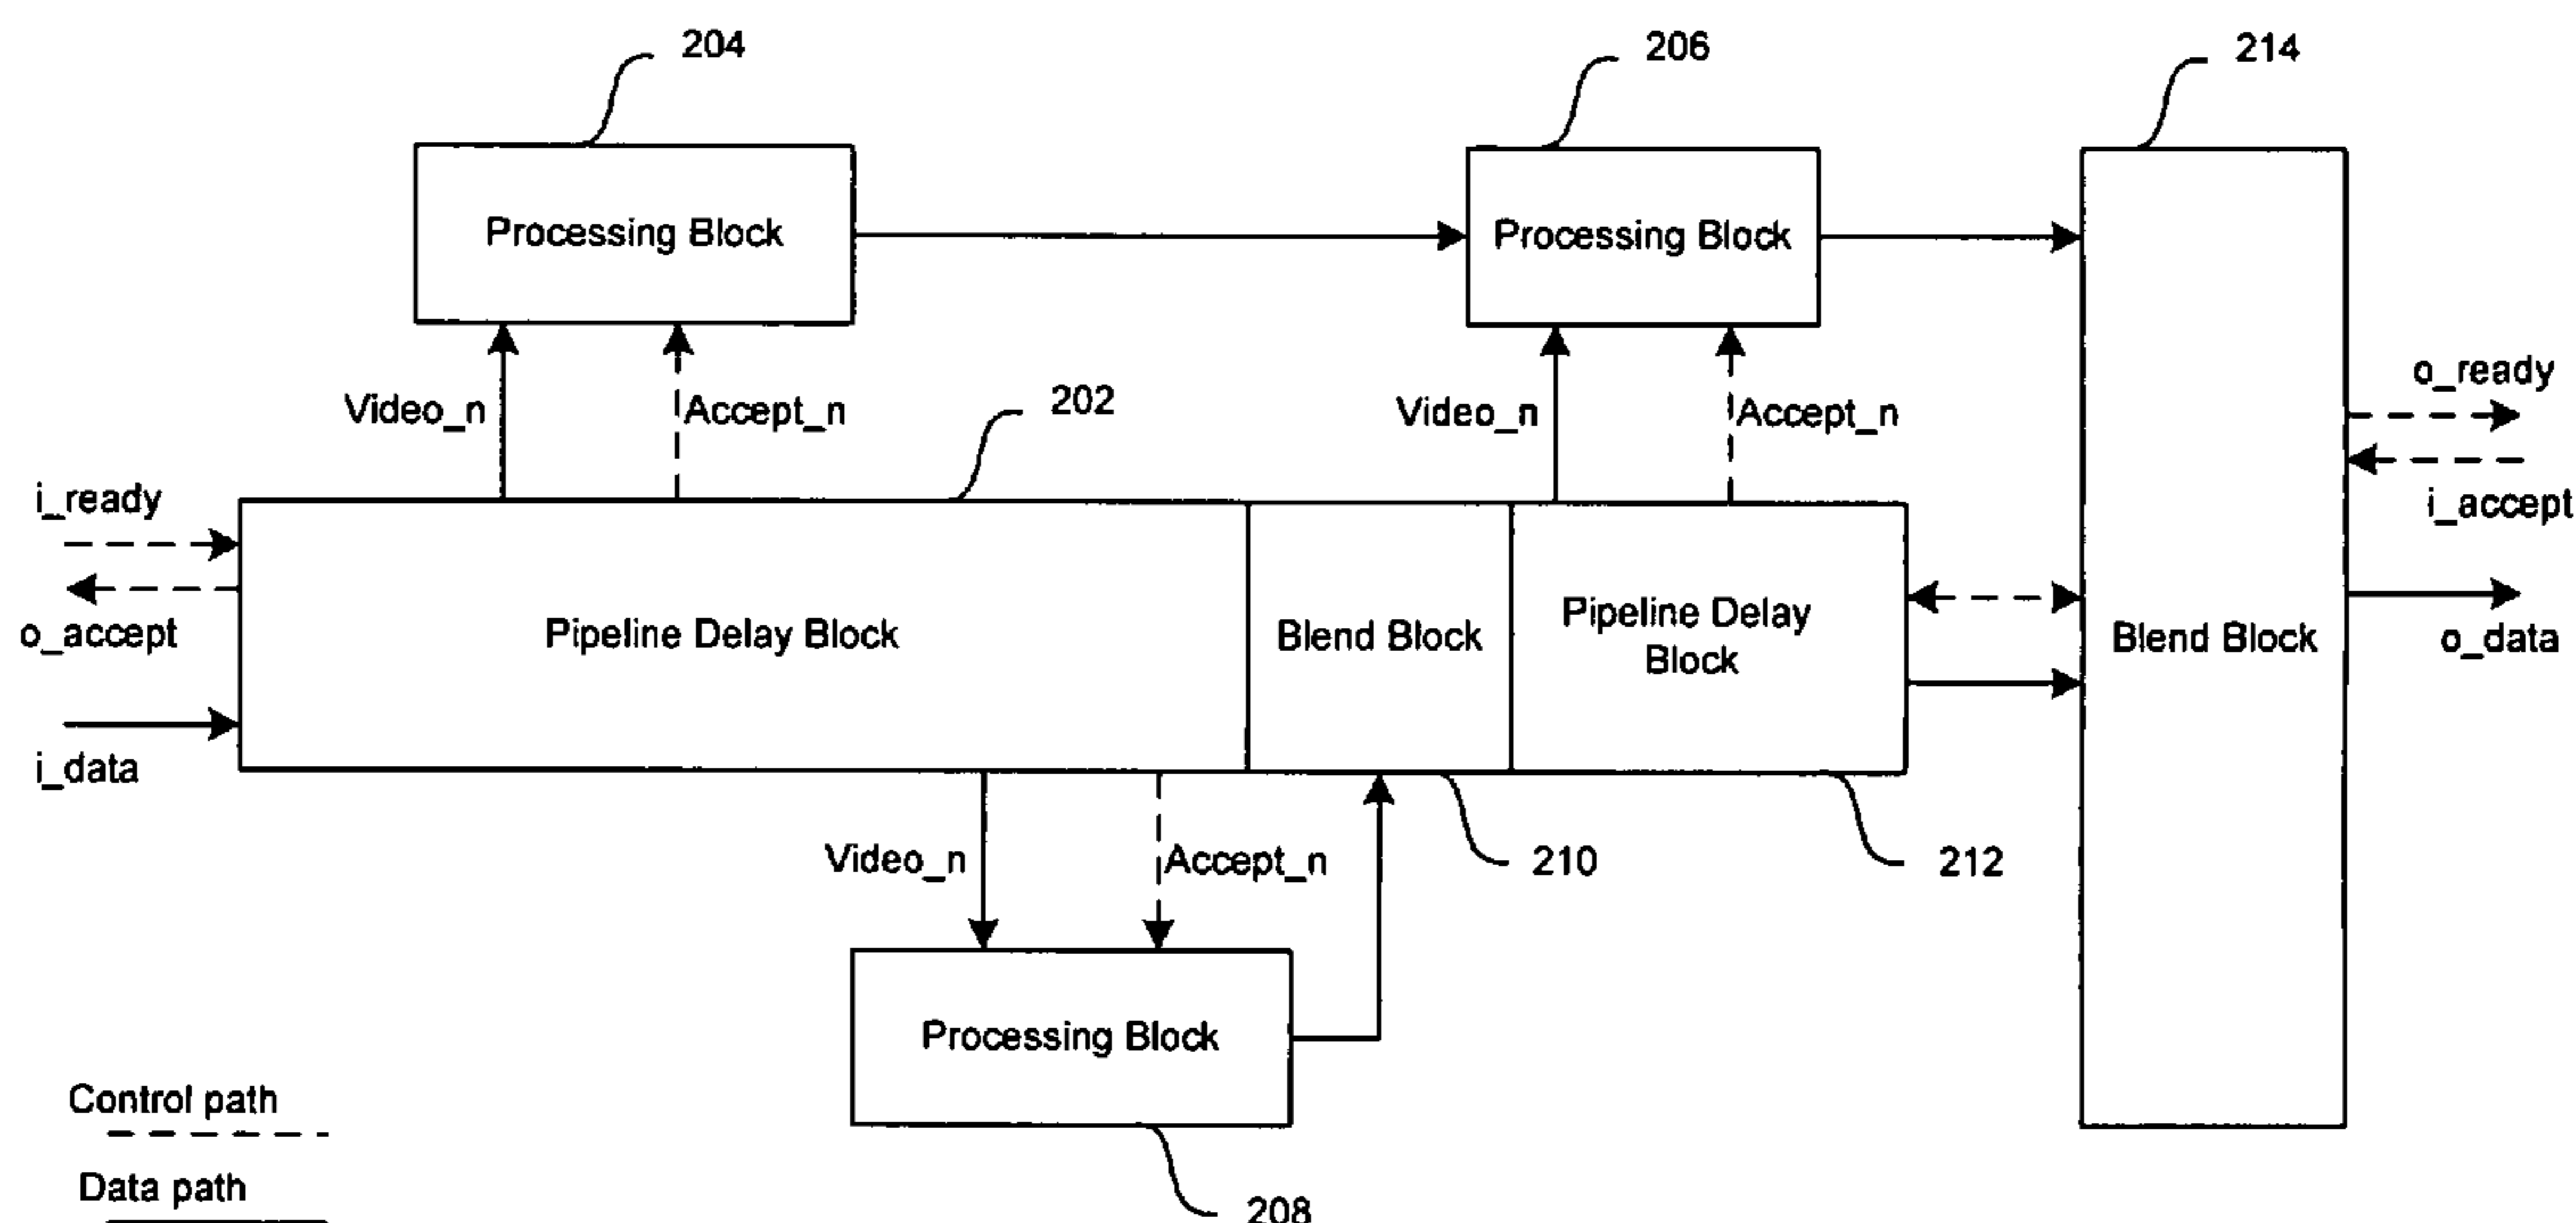 204
206
214
Processing Block
Processing Block
Video_n
Accept_n
202
Video_n
Accept_n
o_ready
i_accept
i_ready
o_accept
i_data
Pipeline Delay Block
Blend Block
Pipeline Delay
Block
Blend Block
o_data
Video_n
Accept_n
210
212
Processing Block
208
Control path
Data path